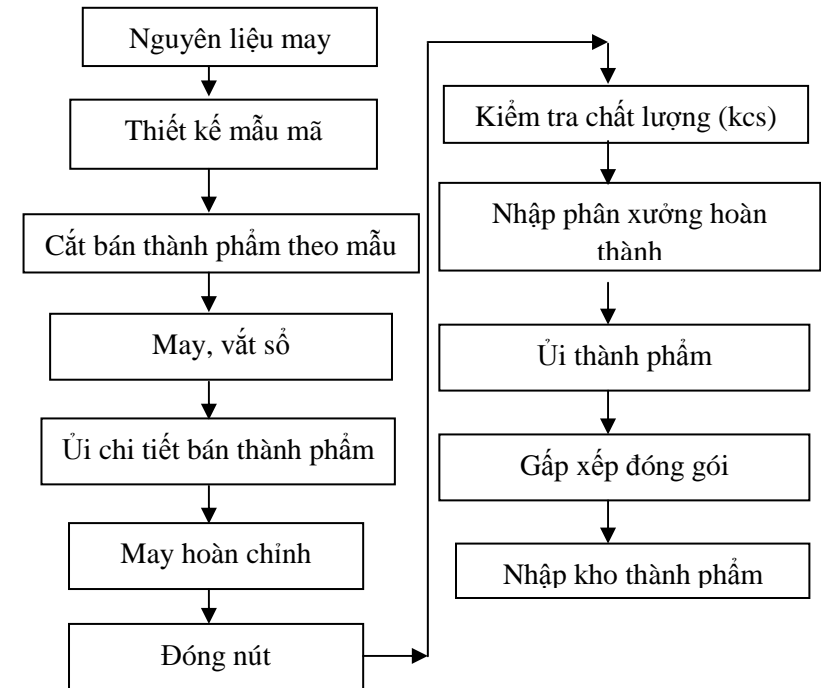 Nguyên liệu may
Thiết kế mẫu mã
Cắt bán thành phẩm theo mẫu
May, vắt sổ
Ủi chi tiết bán thành phẩm
May hoàn chỉnh
Đóng nút
Kiểm tra chất lượng (kcs)
Nhập phân xưởng hoàn
thành
Ủi thành phẩm
Gấp xếp đóng gói
Nhập kho thành phẩm